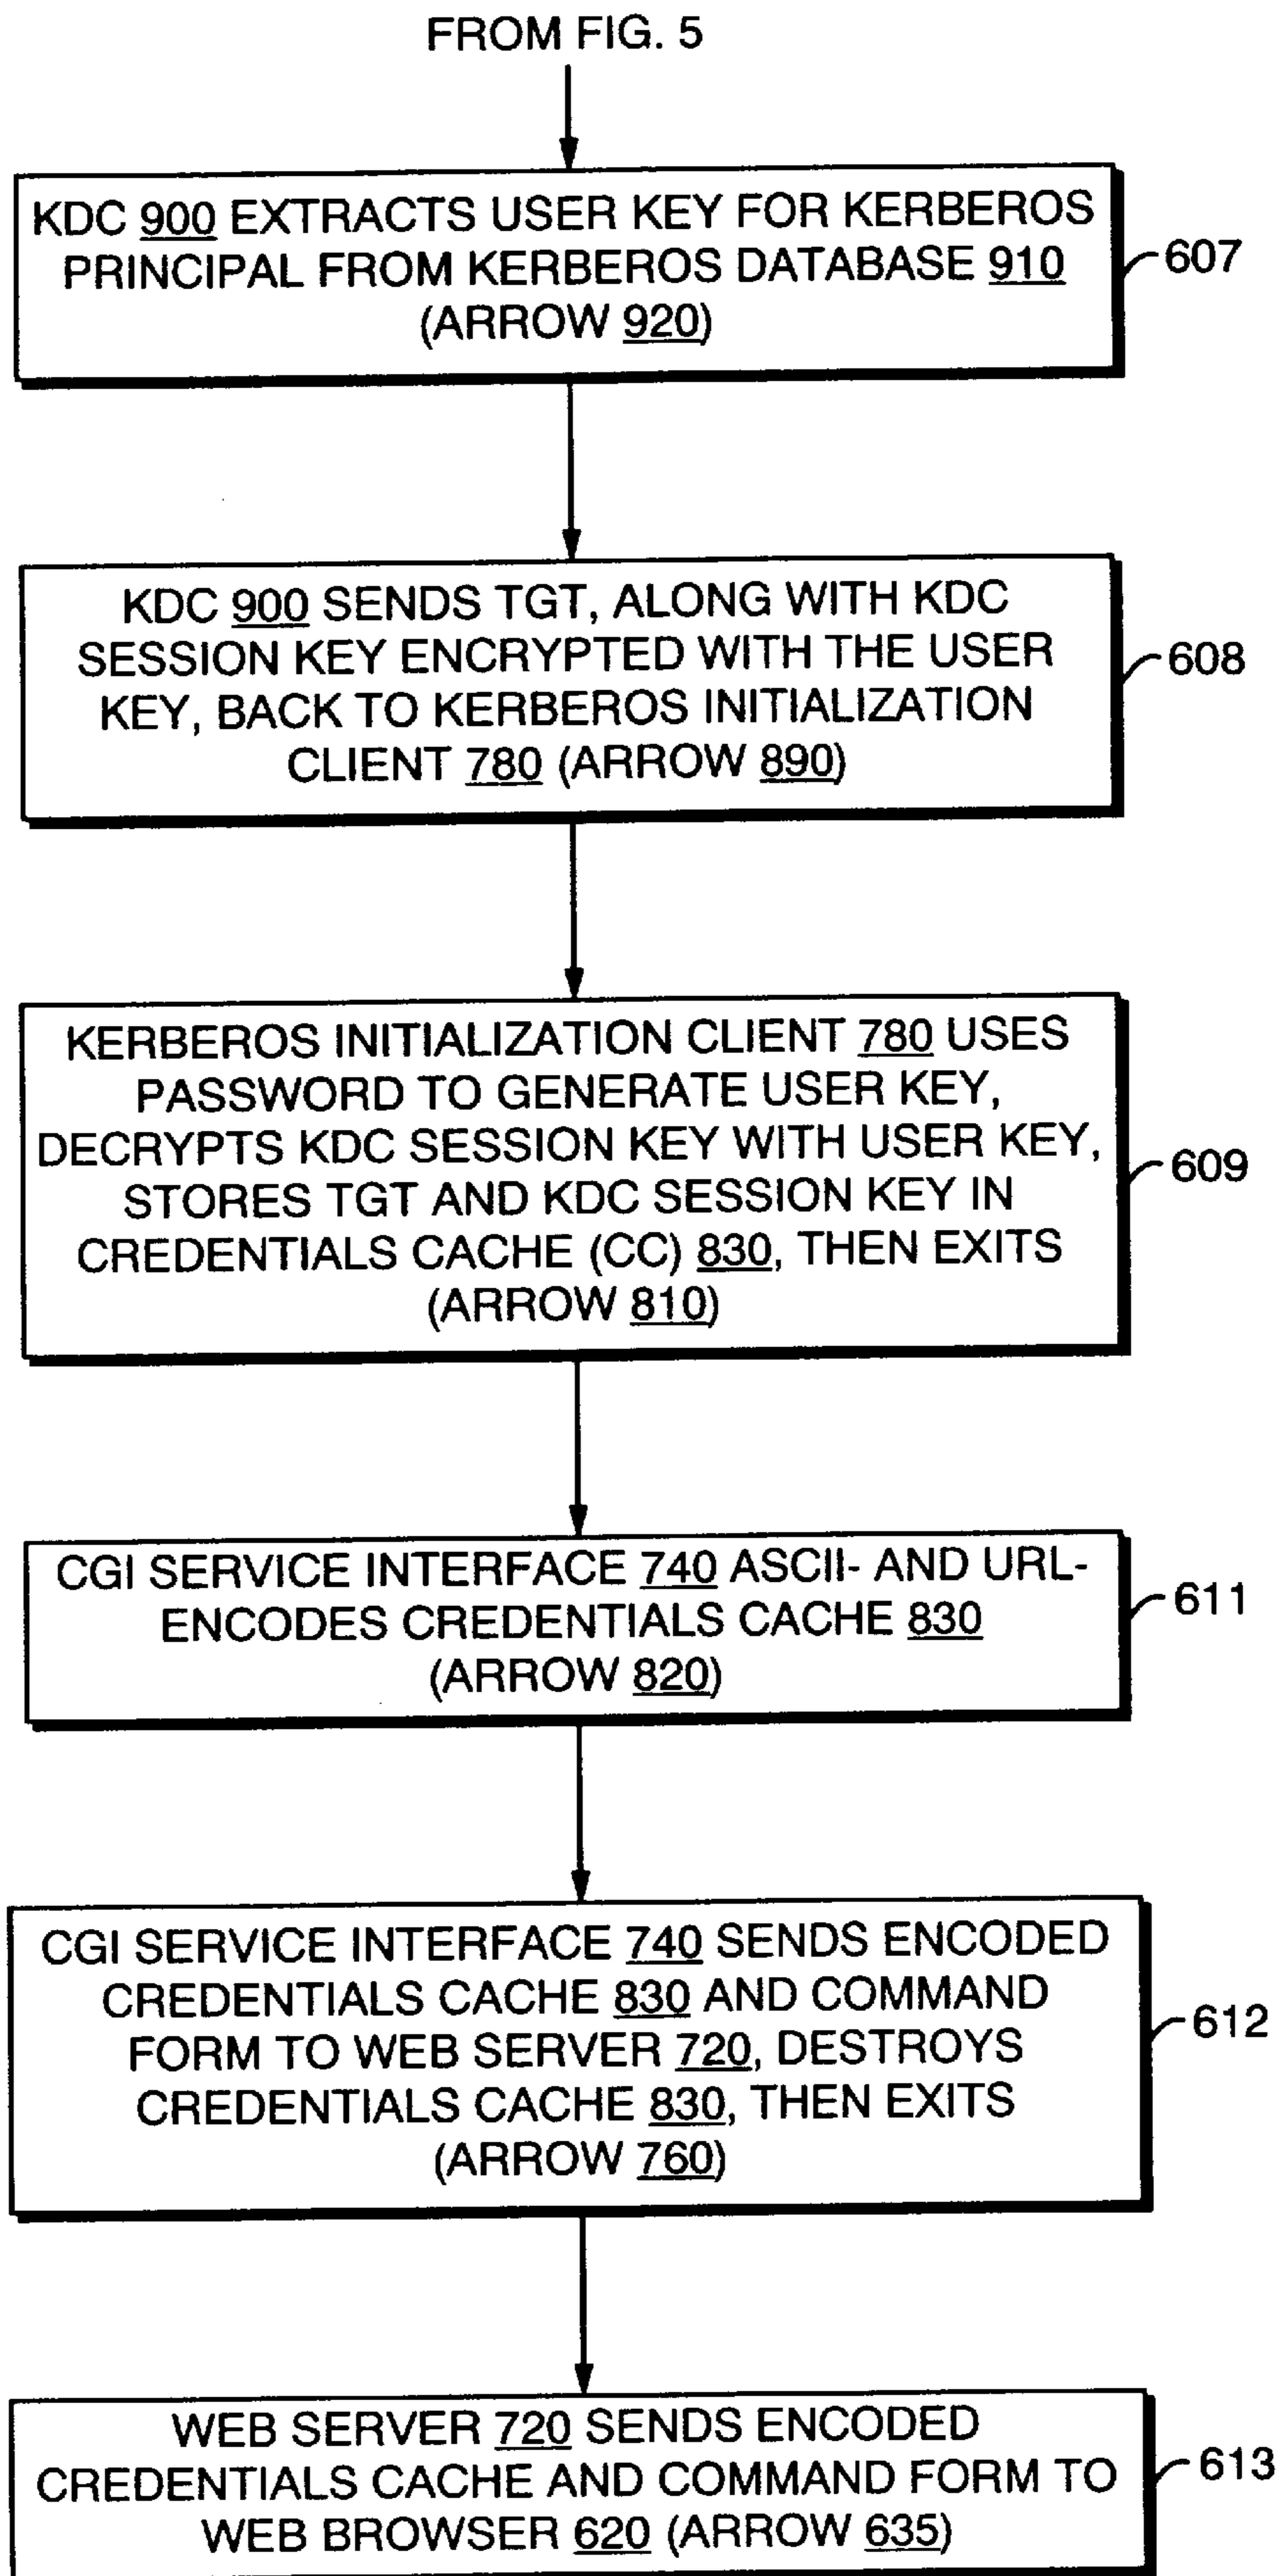 FROM FIG. 5
KDC 900 EXTRACTS USER KEY FOR KERBEROS
PRINCIPAL FROM KERBEROS DATABASE 910
(ARROW 920)
607
KDC 900 SENDS TGT, ALONG WITH KDC
SESSION KEY ENCRYPTED WITH THE USER
KEY, BACK TO KERBEROS INITIALIZATION
CLIENT 780 (ARROW 890)
608
KERBEROS INITIALIZATION CLIENT 780 USES
PASSWORD TO GENERATE USER KEY,
DECRYPTS KDC SESSION KEY WITH USER KEY,
STORES TGT AND KDC SESSION KEY IN
CREDENTIALS CACHE (CC) 830, THEN EXITS
(ARROW 810)
609
CGI SERVICE INTERFACE 740 ASCII- AND URL-
ENCODES CREDENTIALS CACHE 830
(ARROW 820)
611
CGI SERVICE INTERFACE 740 SENDS ENCODED
CREDENTIALS CACHE 830 AND COMMAND
FORM TO WEB SERVER 720, DESTROYS
CREDENTIALS CACHE 830, THEN EXITS
(ARROW 760)
612
WEB SERVER 720 SENDS ENCODED
CREDENTIALS CACHE AND COMMAND FORM TO
WEB BROWSER 620 (ARROW 635)
613